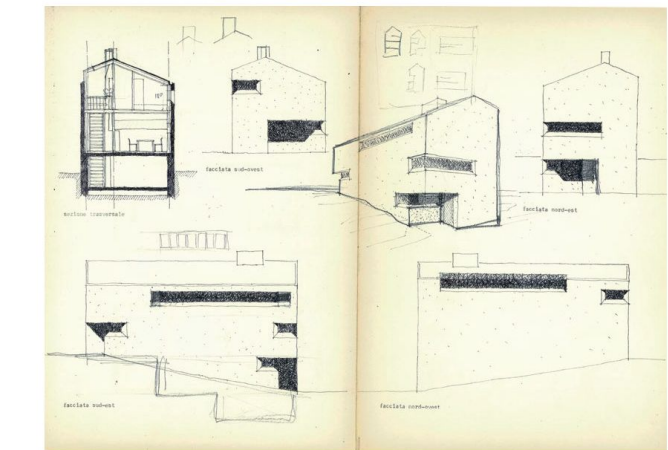 sezione trasversale
facciata sud-ovest
facciata nord-est
facciata sud-est
facciata nord-ovest